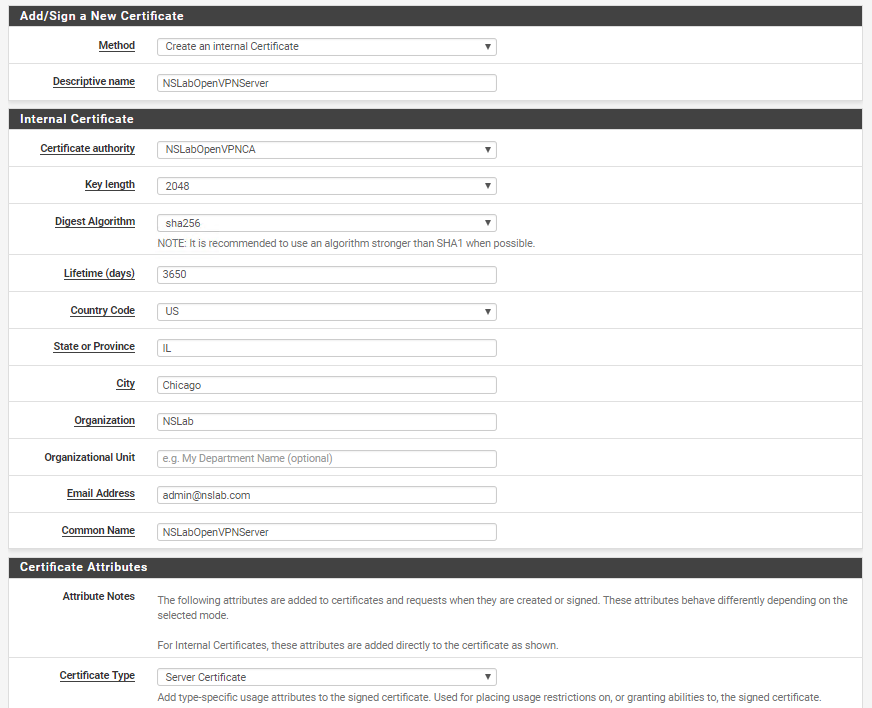 Add/Sign a New Certificate
Method
Create an internal Certificate
Descriptive name
NSLabOpenVPNServer
Internal Certificate
Certificate authority
NSLabOpenVPNCA
Key length
2048
Digest Algorithm
sha256
NOTE: It is recommended to use an algorithm stronger than SHA1 when possible.
Lifetime (days)
3650
Country Code
US
State or Province
IL
City
Chicago
Organization
NSLab
Organizational Unit
e.g. My Department Name (optional)
Email Address
admin@nslab.com
Common Name
NSLabOpenVPNServer
Certificate Attributes
Attribute Notes
The following attributes are added to certificates and requests when they are created or signed. These attributes behave differently depending on the
selected mode.
For Internal Certificates, these attributes are added directly to the certificate as shown.
Certificate Type
Server Certificate
Add type-specific usage attributes to the signed certificate. Used for placing usage restrictions on, or granting abilities to, the signed certificate.